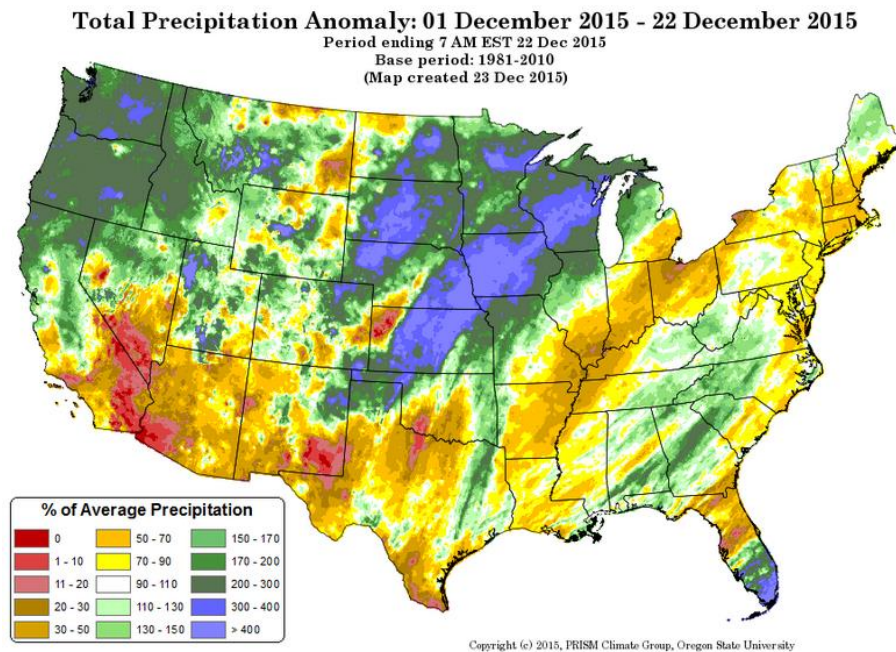 Total Precipitation Anomaly: 01 December 2015 - 22 December 2015
Period ending 7 AM EST 22 Dec 2015
Base period: 1981-2010
(Map created 23 Dec 2015)
% of Average Precipitation
0
1 - 10
11 - 20
20 - 30
30 - 50
50 - 70
70 - 90
90 - 110
110 - 130
130 - 150
150 - 170
170 - 200
200 - 300
300 - 400
> 400
Copyright (c) 2015, PRISM Climate Group, Oregon State University